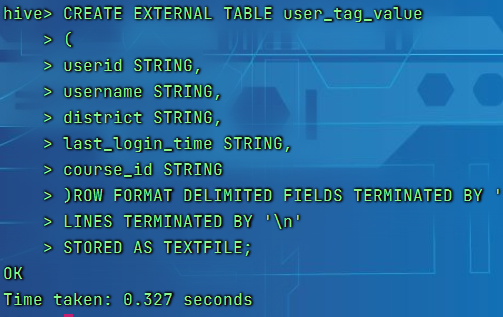 hive> CREATE EXTERNAL TABLE user_tag_value
    > (
    > userid STRING,
    > username STRING,
    > district STRING,
    > last_login_time STRING,
    > course_id STRING
    > )ROW FORMAT DELIMITED FIELDS TERMINATED BY '
    > LINES TERMINATED BY '\n'
    > STORED AS TEXTFILE;
OK
Time taken: 0.327 seconds